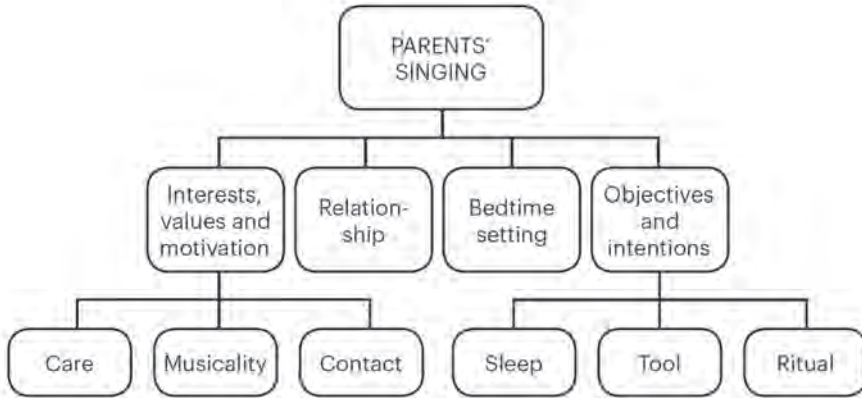 PARENTS´
SINGING
Interests,
values and
motivation
Relation-
ship
Bedtime
setting
Objectives
and
intentions
Care
Musicality
Contact
Sleep
Tool
Ritual